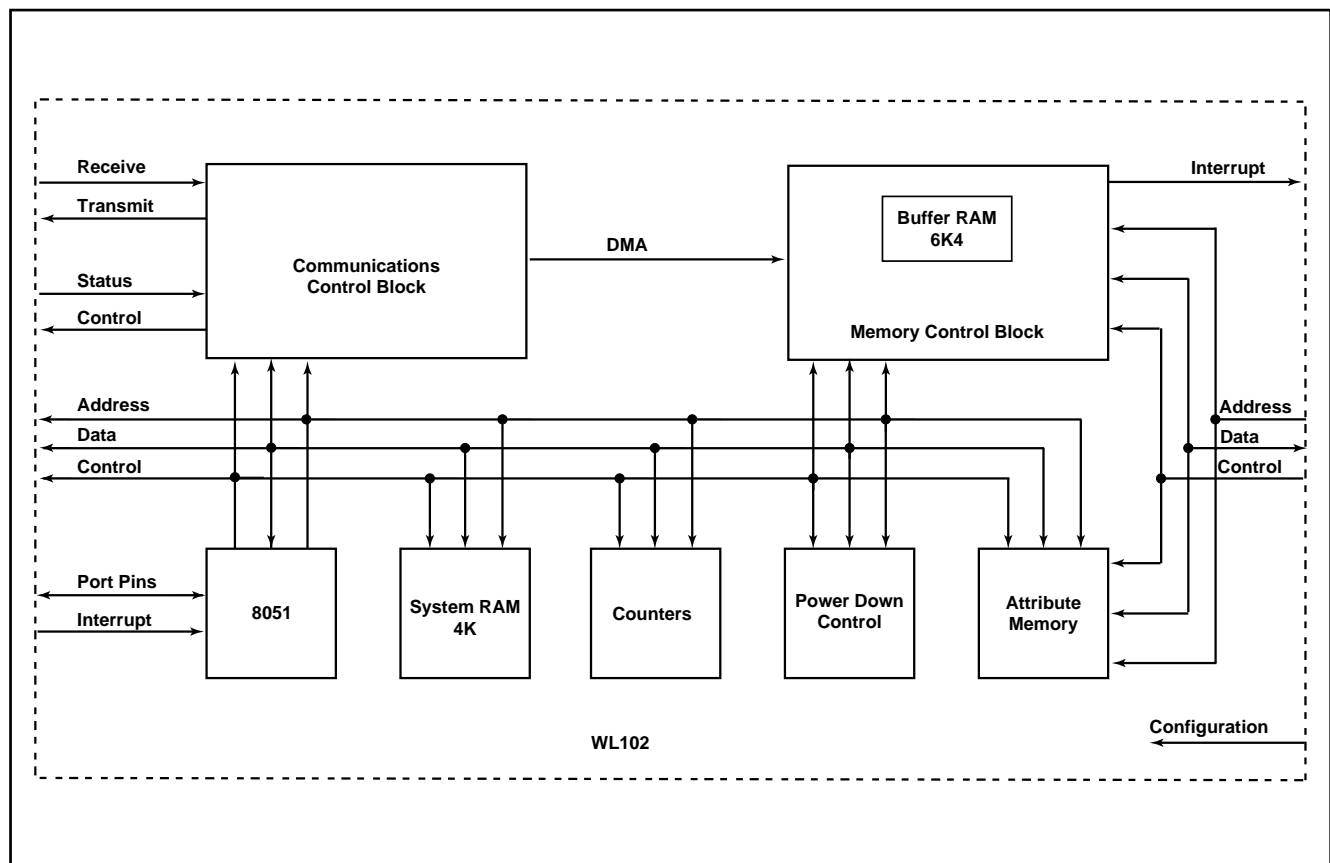 Receive
Transmit
Status
Control
Communications
Control Block
DMA
Buffer RAM
6K4
Memory Control Block
Interrupt
Address
Data
Control
Address
Data
Control
Port Pins
Interrupt
8051
System RAM
4K
Counters
Power Down
Control
Attribute
Memory
WL102
Configuration